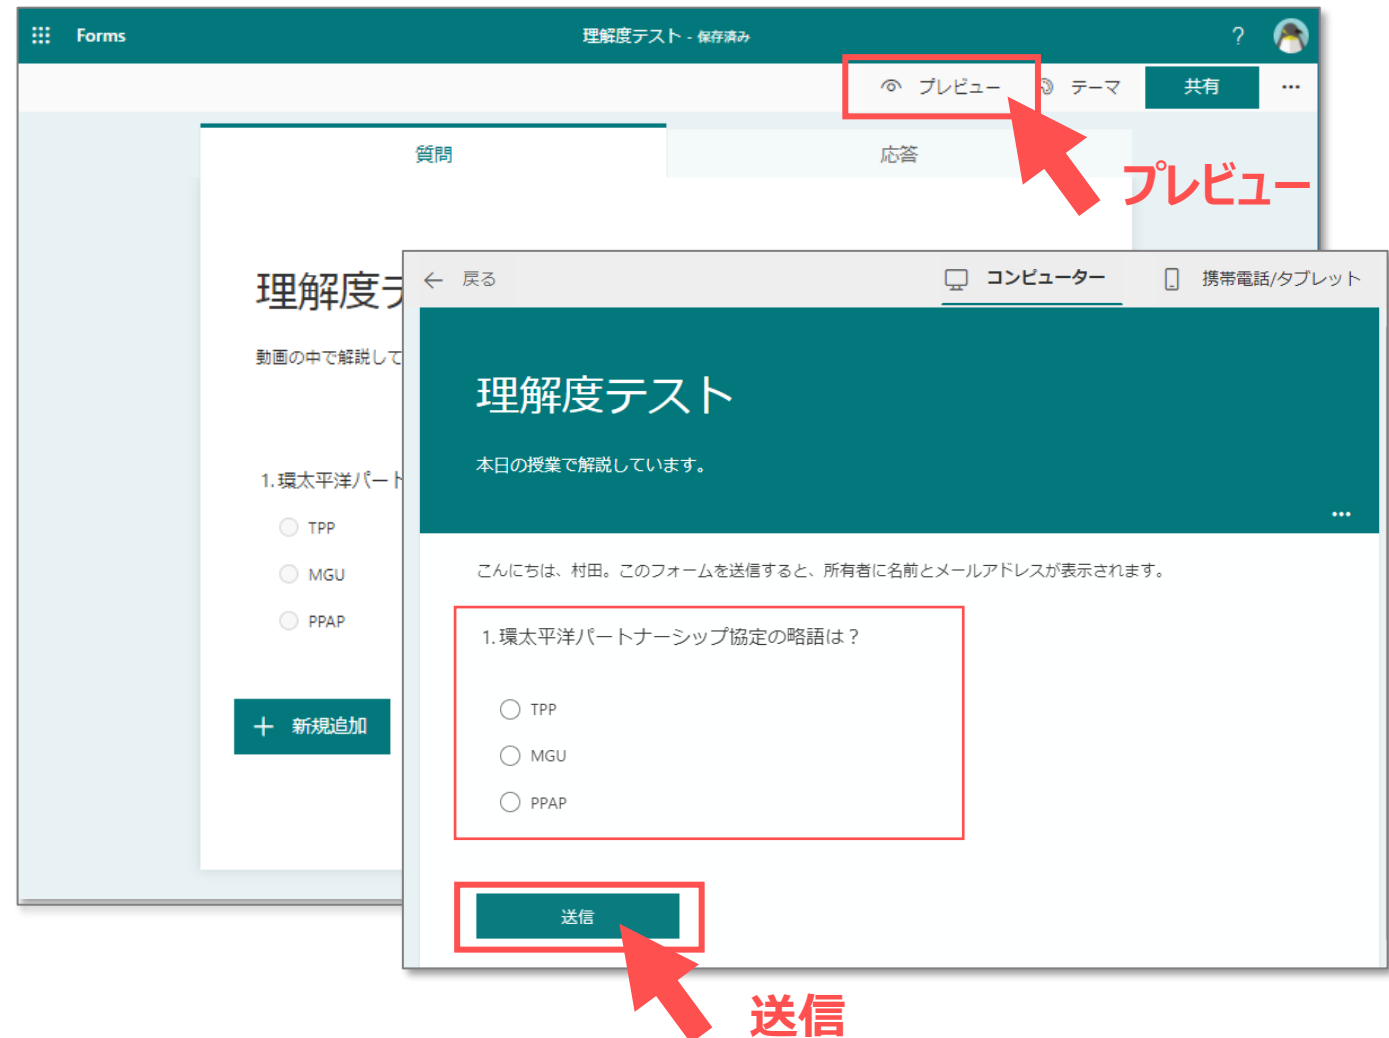 Forms
理解度テスト - 保存済み
?
プレビュー
テーマ
共有
...
質問
応答
プレビュー
理解度テ
動画の中で解説して
1. 環太平洋パート
TPP
MGU
PPAP
+ 新規追加
← 戻る
コンピューター
携帯電話/タブレット
理解度テスト
本日の授業で解説しています。
...
こんにちは、村田。このフォームを送信すると、所有者に名前とメールアドレスが表示されます。
1. 環太平洋パートナーシップ協定の略語は？
TPP
MGU
PPAP
送信
送信